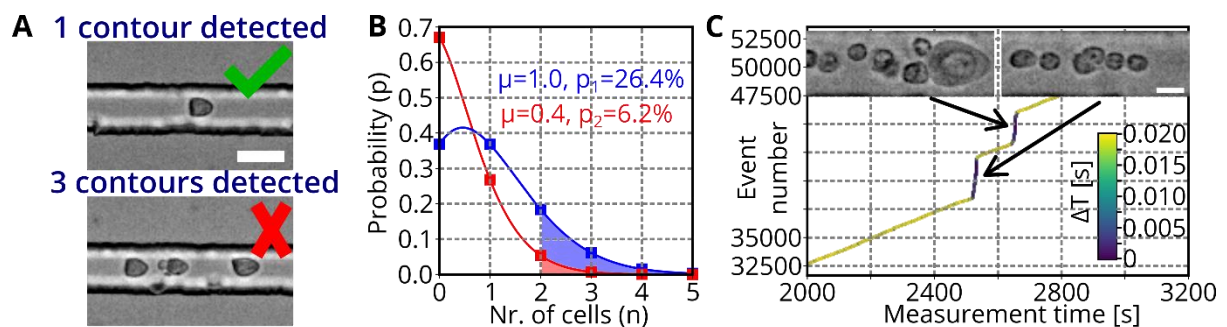 A
1 contour detected
3 contours detected
B
Probability (p)
0.7
0.6
0.5
0.4
0.3
0.2
0.1
0.0
μ=1.0, p₁=26.4%
μ=0.4, p₂=6.2%
0 1 2 3 4 5
Nr. of cells (n)
C
Event
number
52500
50000
47500
35000
32500
ΔT [s]
0.020
0.015
0.010
0.005
0
2000 2400 2800 3200
Measurement time [s]